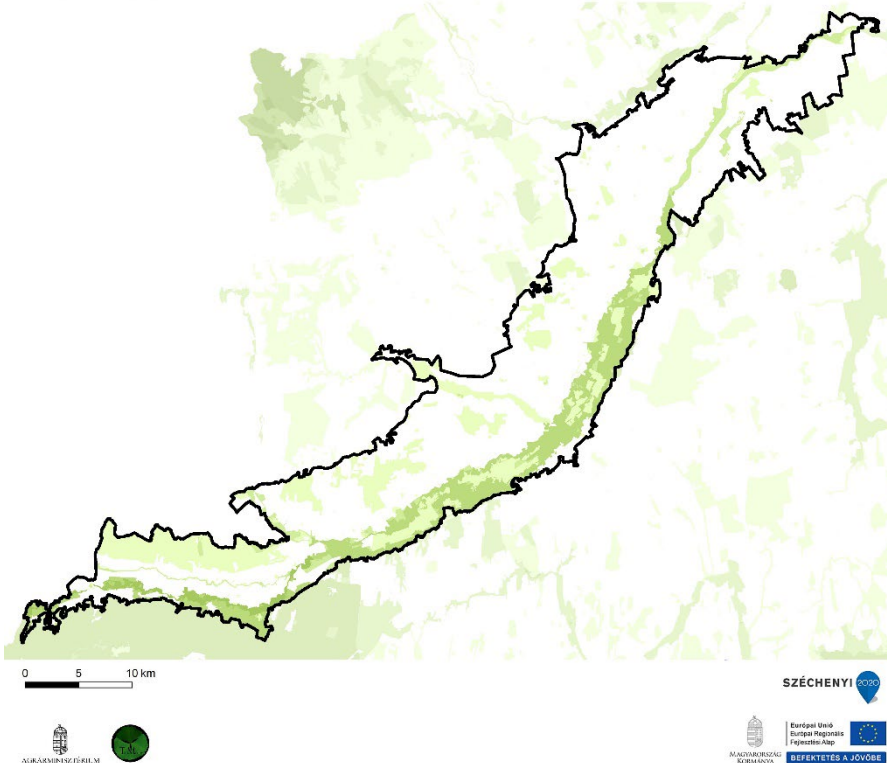 0 5 10 km
SZÉCHENYI 2020
AGRÁRMINISZTÉRIUM
MAGYARORSZÁG
KORMÁNYA
Európai Unió
Európai Regionális
Fejlesztési Alap
BEFEKTETÉS A JÖVŐBE